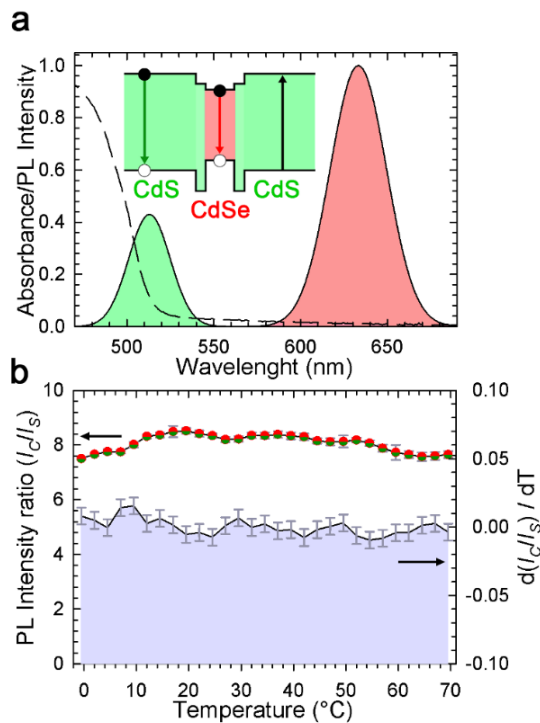 a
Absorbance/PL Intensity
1.0
0.8
0.6
0.4
0.2
0.0
CdS
CdSe
CdS
500 550 600 650
Wavelenght (nm)
b
PL Intensity ratio (I_C/I_S)
10
8
6
4
2
0
0.10
0.05
0.00
-0.05
-0.10
d(I_C/I_S) / dT
0 10 20 30 40 50 60 70
Temperature (°C)